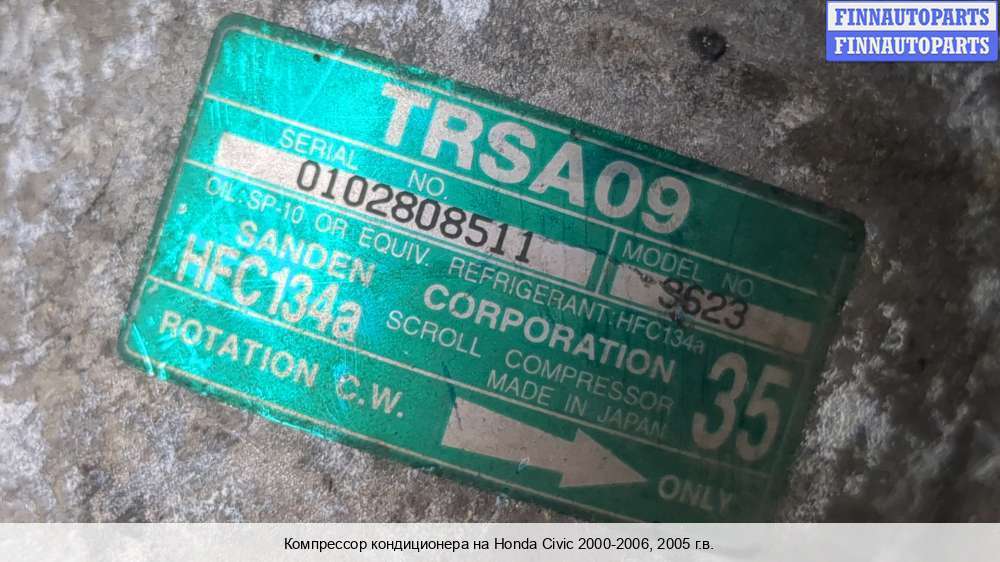 FINNAUTOPARTS
FINNAUTOPARTS
TRSA09
SERIAL NO.
0102808511
MODEL NO
3623
OIL: SP-10 OR EQUIV. REFRIGERANT: HFC134a
SANDEN CORPORATION
HFC134a
SCROLL COMPRESSOR
MADE IN JAPAN
35
ROTATION C.W.
ONLY
Компрессор кондиционера на Honda Civic 2000-2006, 2005 г.в.